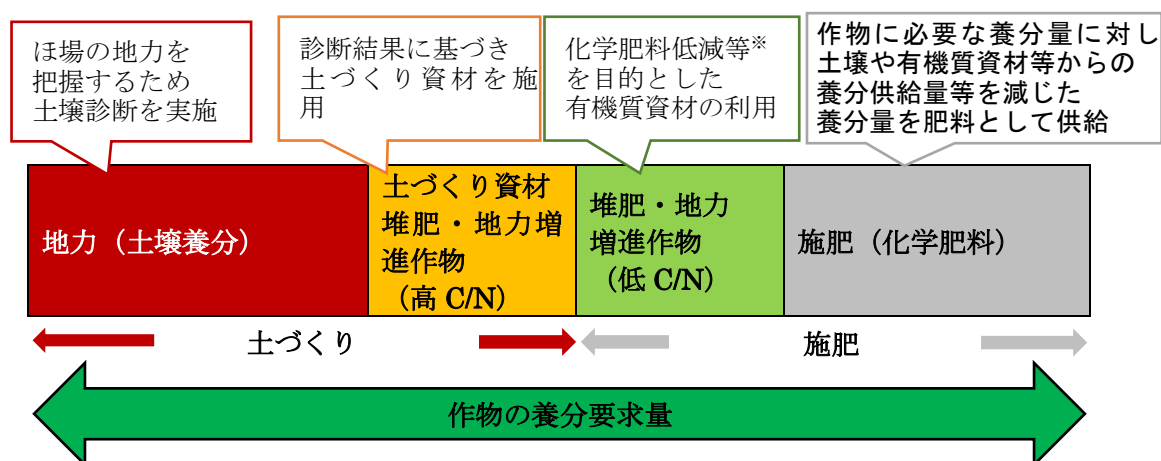 ほ場の地力を
把握するため
土壌診断を実施
診断結果に基づき
土づくり資材を施
用
化学肥料低減等※
を目的とした
有機質資材の利用
作物に必要な養分量に対し
土壌や有機質資材等からの
養分供給量等を減じた
養分量を肥料として供給
地力（土壌養分）
土づくり資材
堆肥・地力増
進作物
（高 C/N）
堆肥・地力
増進作物
（低 C/N）
施肥（化学肥料）
土づくり
施肥
作物の養分要求量